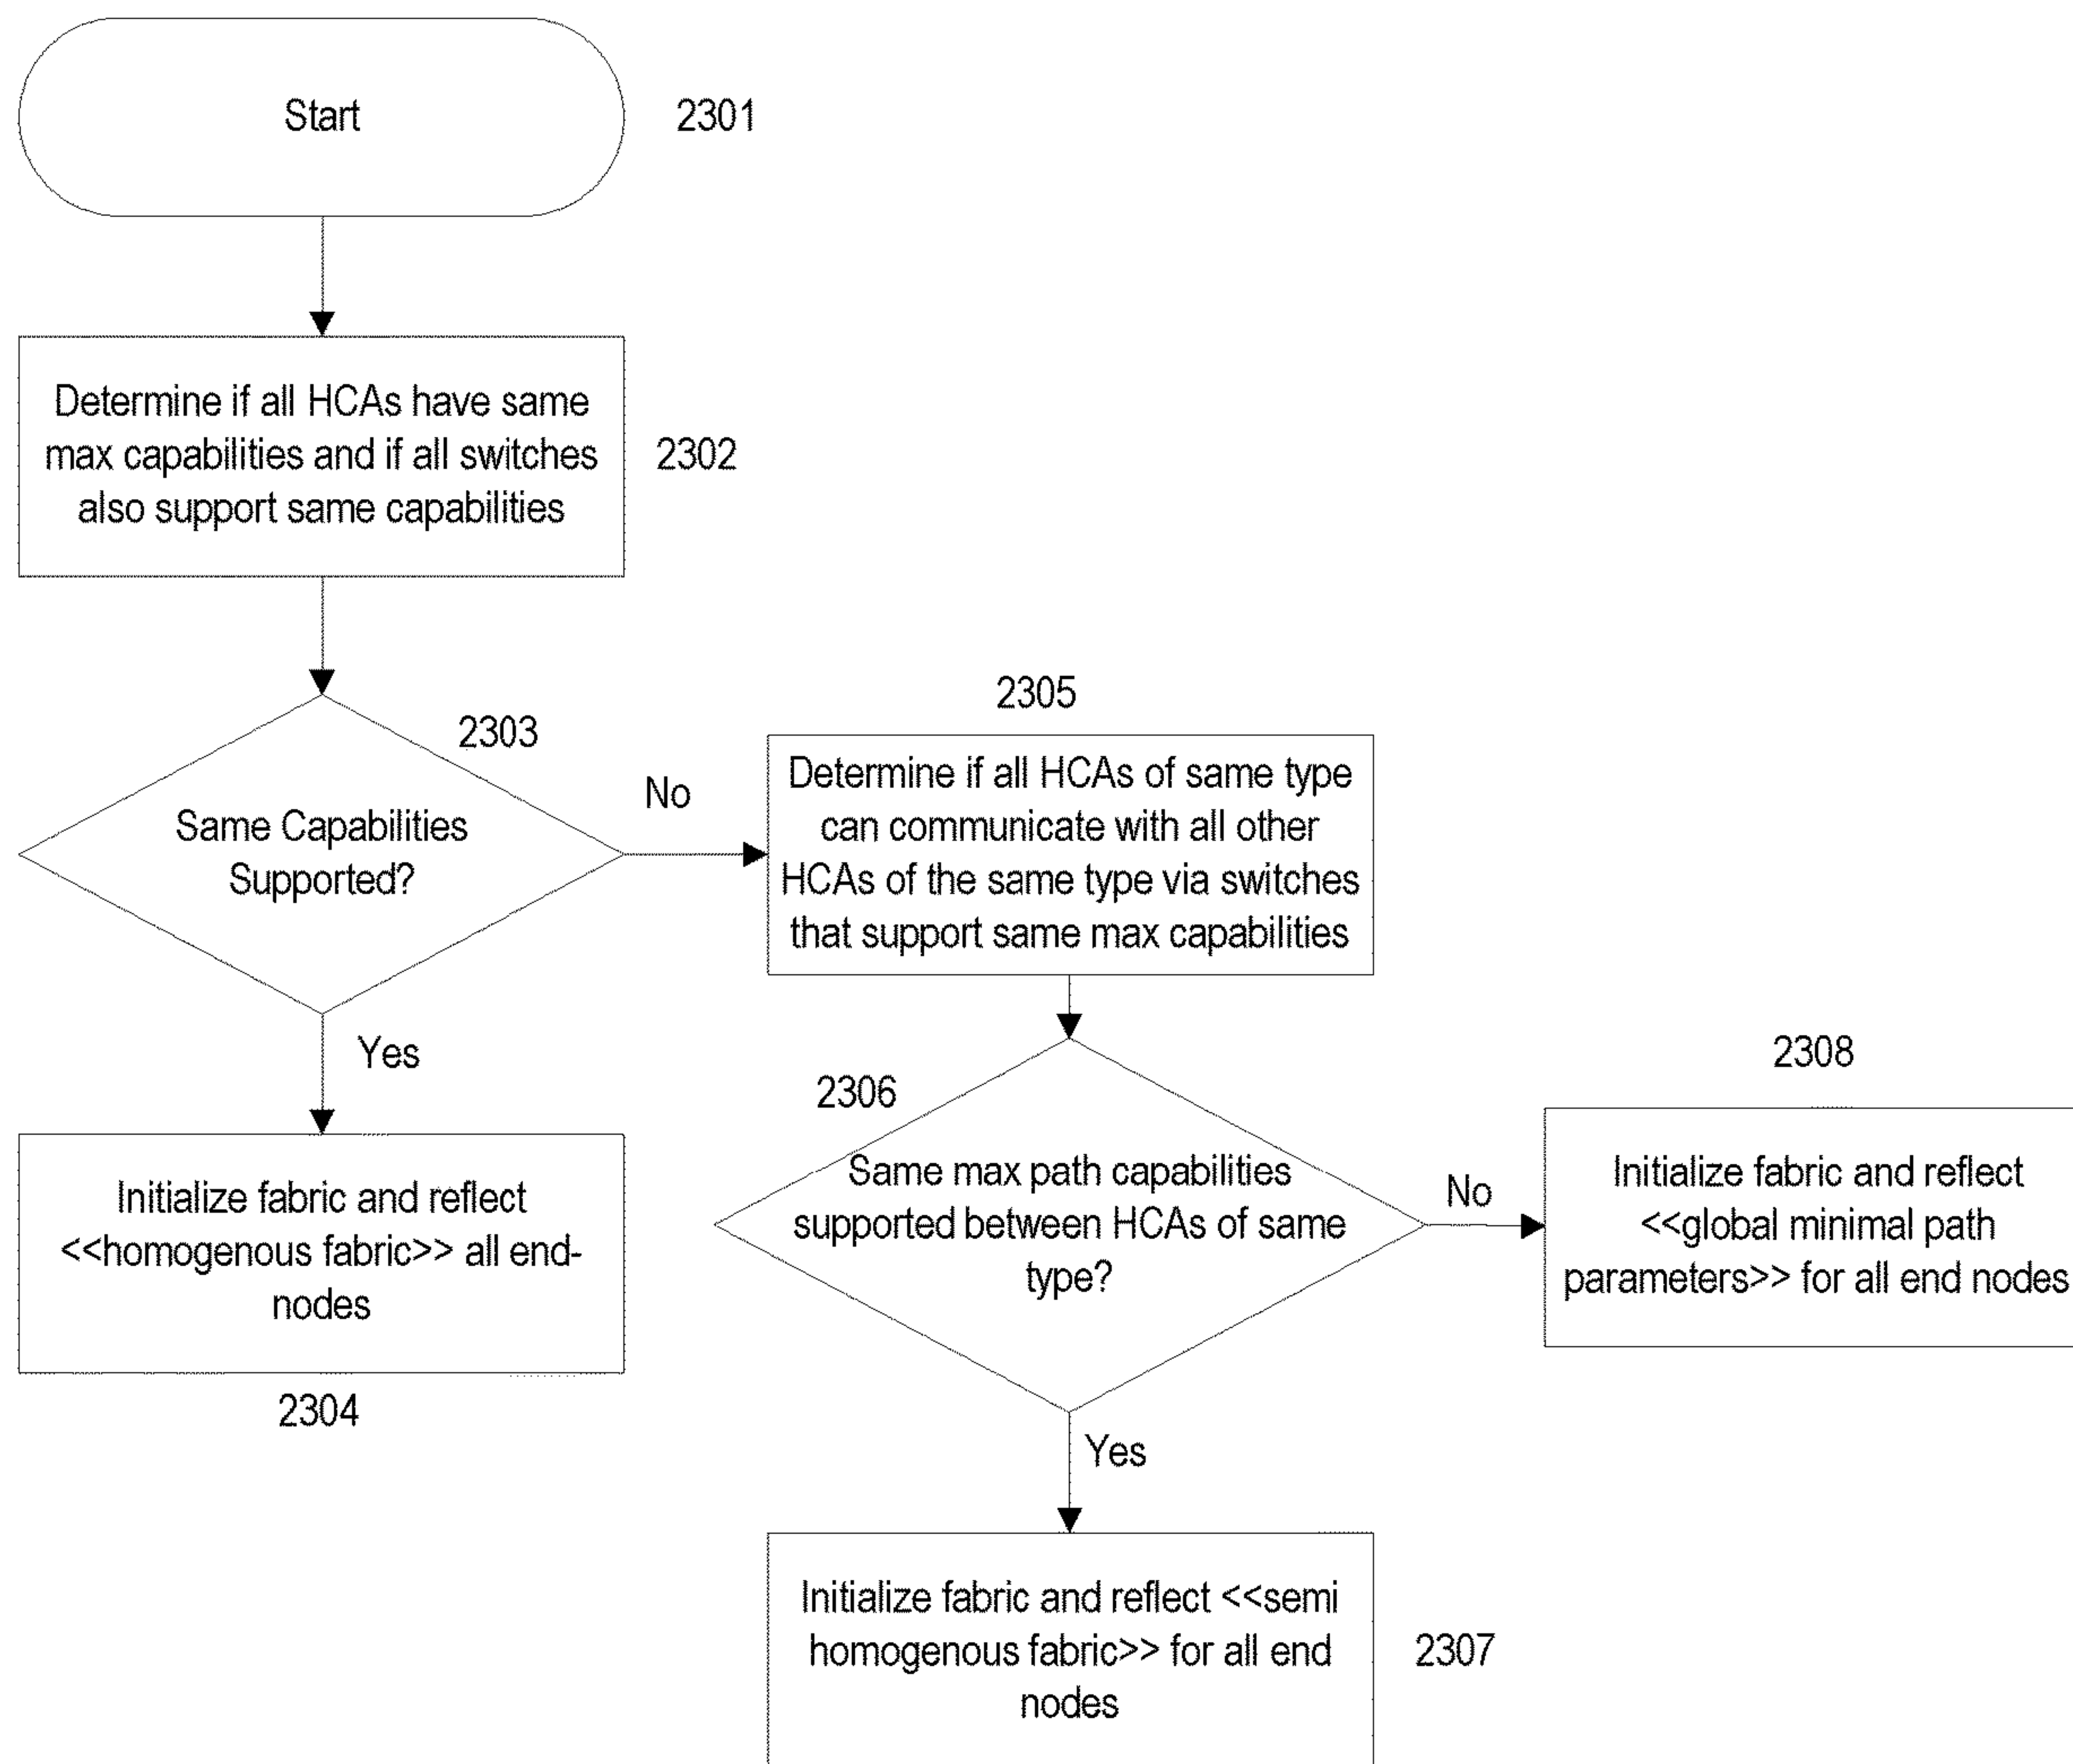 Start
2301
Determine if all HCAs have same
max capabilities and if all switches
also support same capabilities
2302
2303
Same Capabilities
Supported?
No
Yes
2305
Determine if all HCAs of same type
can communicate with all other
HCAs of the same type via switches
that support same max capabilities
Initialize fabric and reflect
<<homogenous fabric>> all end-
nodes
2304
2306
Same max path capabilities
supported between HCAs of same
type?
No
Yes
2308
Initialize fabric and reflect
<<global minimal path
parameters>> for all end nodes
Initialize fabric and reflect <<semi
homogenous fabric>> for all end
nodes
2307